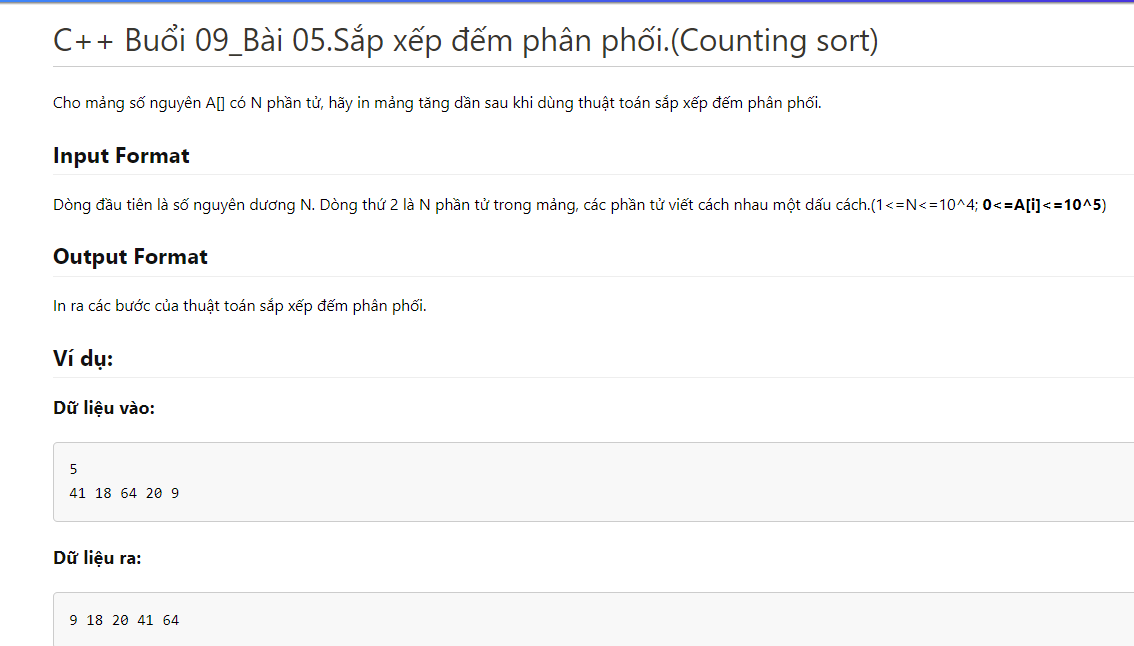 C++ Buổi 09_Bài 05.Sắp xếp đếm phân phối.(Counting sort)
Cho mảng số nguyên A[] có N phần tử, hãy in mảng tăng dần sau khi dùng thuật toán sắp xếp đếm phân phối.
Input Format
Dòng đầu tiên là số nguyên dương N. Dòng thứ 2 là N phần tử trong mảng, các phần tử viết cách nhau một dấu cách.(1<=N<=10^4; 0<=A[i]<=10^5)
Output Format
In ra các bước của thuật toán sắp xếp đếm phân phối.
Ví dụ:
Dữ liệu vào:
5
41 18 64 20 9
Dữ liệu ra:
9 18 20 41 64